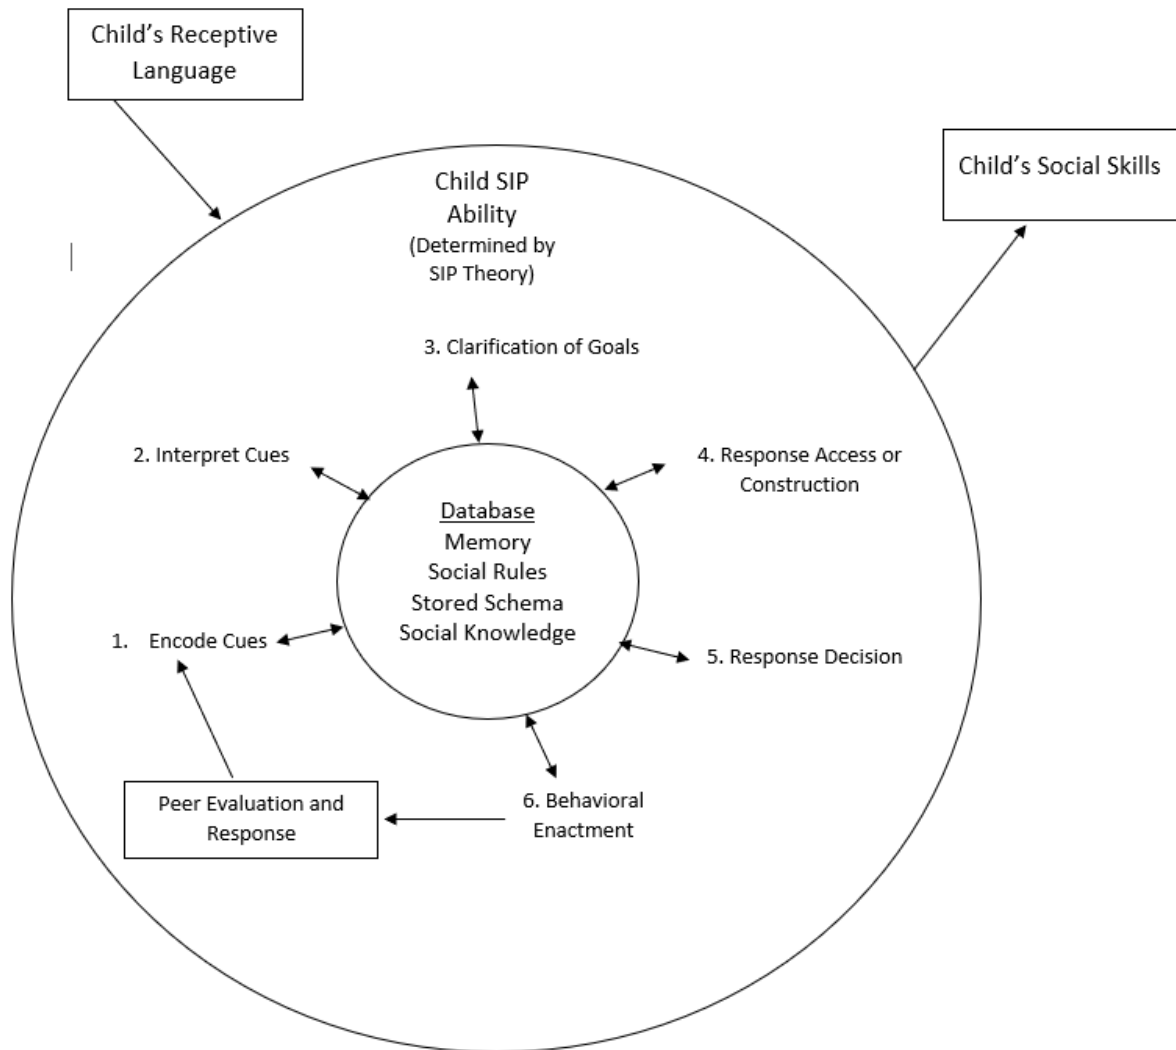 Child's Receptive
Language
Child's Social Skills
Child SIP
Ability
(Determined by
SIP Theory)
3. Clarification of Goals
2. Interpret Cues
4. Response Access or
Construction
Database
Memory
Social Rules
Stored Schema
Social Knowledge
1. Encode Cues
5. Response Decision
Peer Evaluation and
Response
6. Behavioral
Enactment